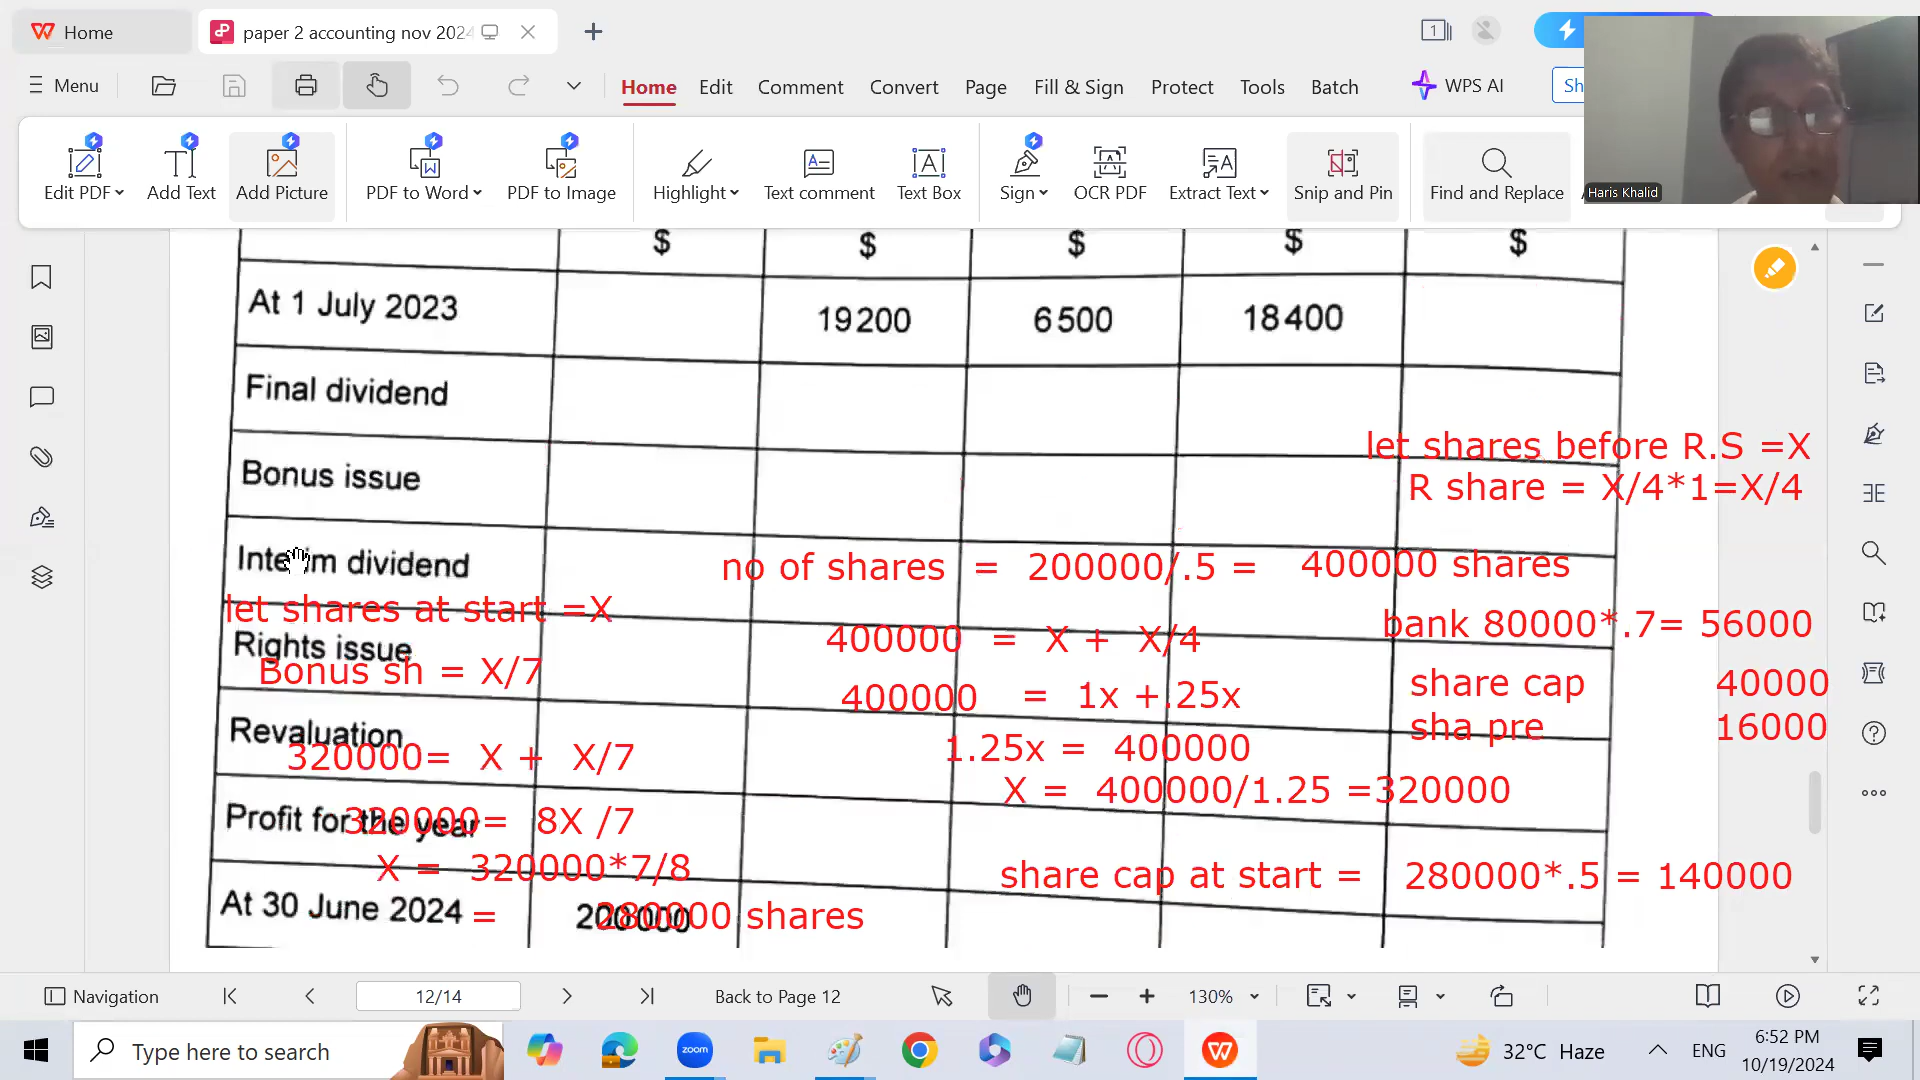 Home
paper 2 accounting nov 2024
1
Menu
Home Edit Comment Convert Page Fill & Sign Protect Tools Batch WPS AI Sh
Haris Khalid
Edit PDF Add Text Add Picture PDF to Word PDF to Image Highlight Text comment Text Box Sign OCR PDF Extract Text Snip and Pin Find and Replace
$ $ $ $ $
At 1 July 2023 19200 6500 18400
Final dividend
let shares before R.S =X
Bonus issue
R share = X/4*1=X/4
Interim dividend
no of shares = 200000/.5 = 400000 shares
let shares at start =X
bank 80000*.7= 56000
Rights issue
400000 = X + X/4
Bonus sh = X/7
share cap 40000
400000 = 1x +.25x
sha pre 16000
Revaluation
320000= X + X/7
1.25x = 400000
X = 400000/1.25 =320000
Profit for the year
320000= 8X /7
X = 320000*7/8
share cap at start = 280000*.5 = 140000
At 30 June 2024 200000
= 280000 shares
Navigation 12/14 Back to Page 12 130%
Type here to search
zoom
32°C Haze
ENG
6:52 PM
10/19/2024